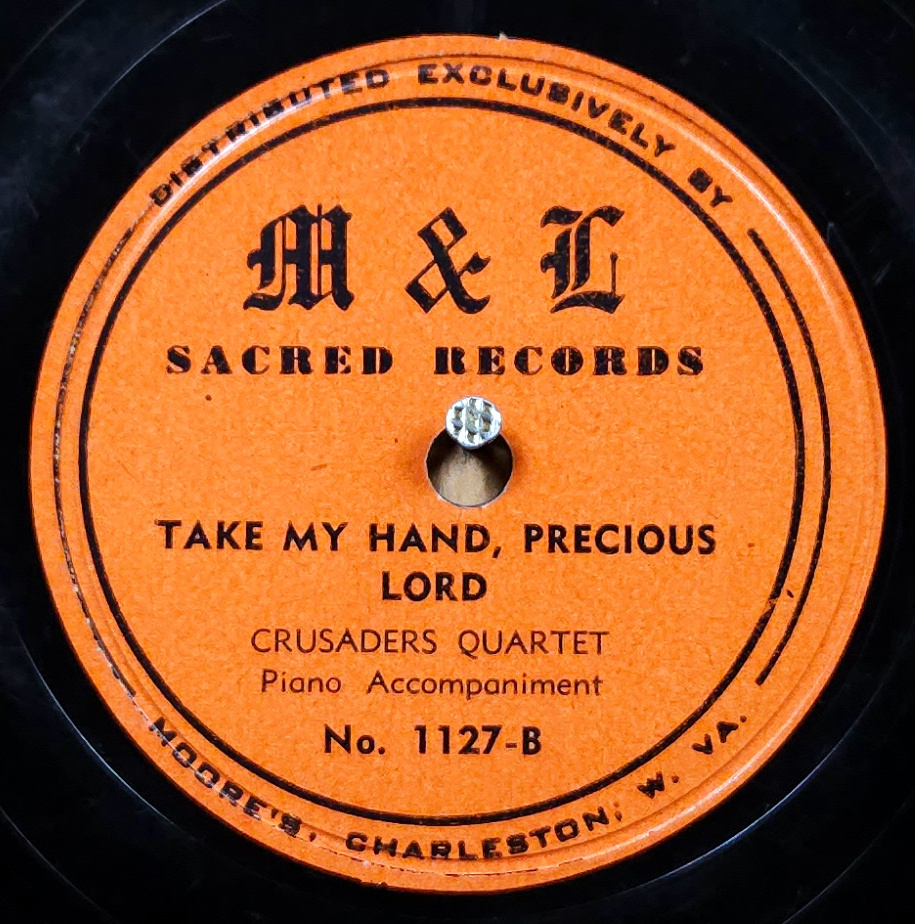 DISTRIBUTED EXCLUSIVELY BY
M & L
SACRED RECORDS
TAKE MY HAND, PRECIOUS
LORD
CRUSADERS QUARTET
Piano Accompaniment
No. 1127-B
MOORE'S, CHARLESTON, W. VA.